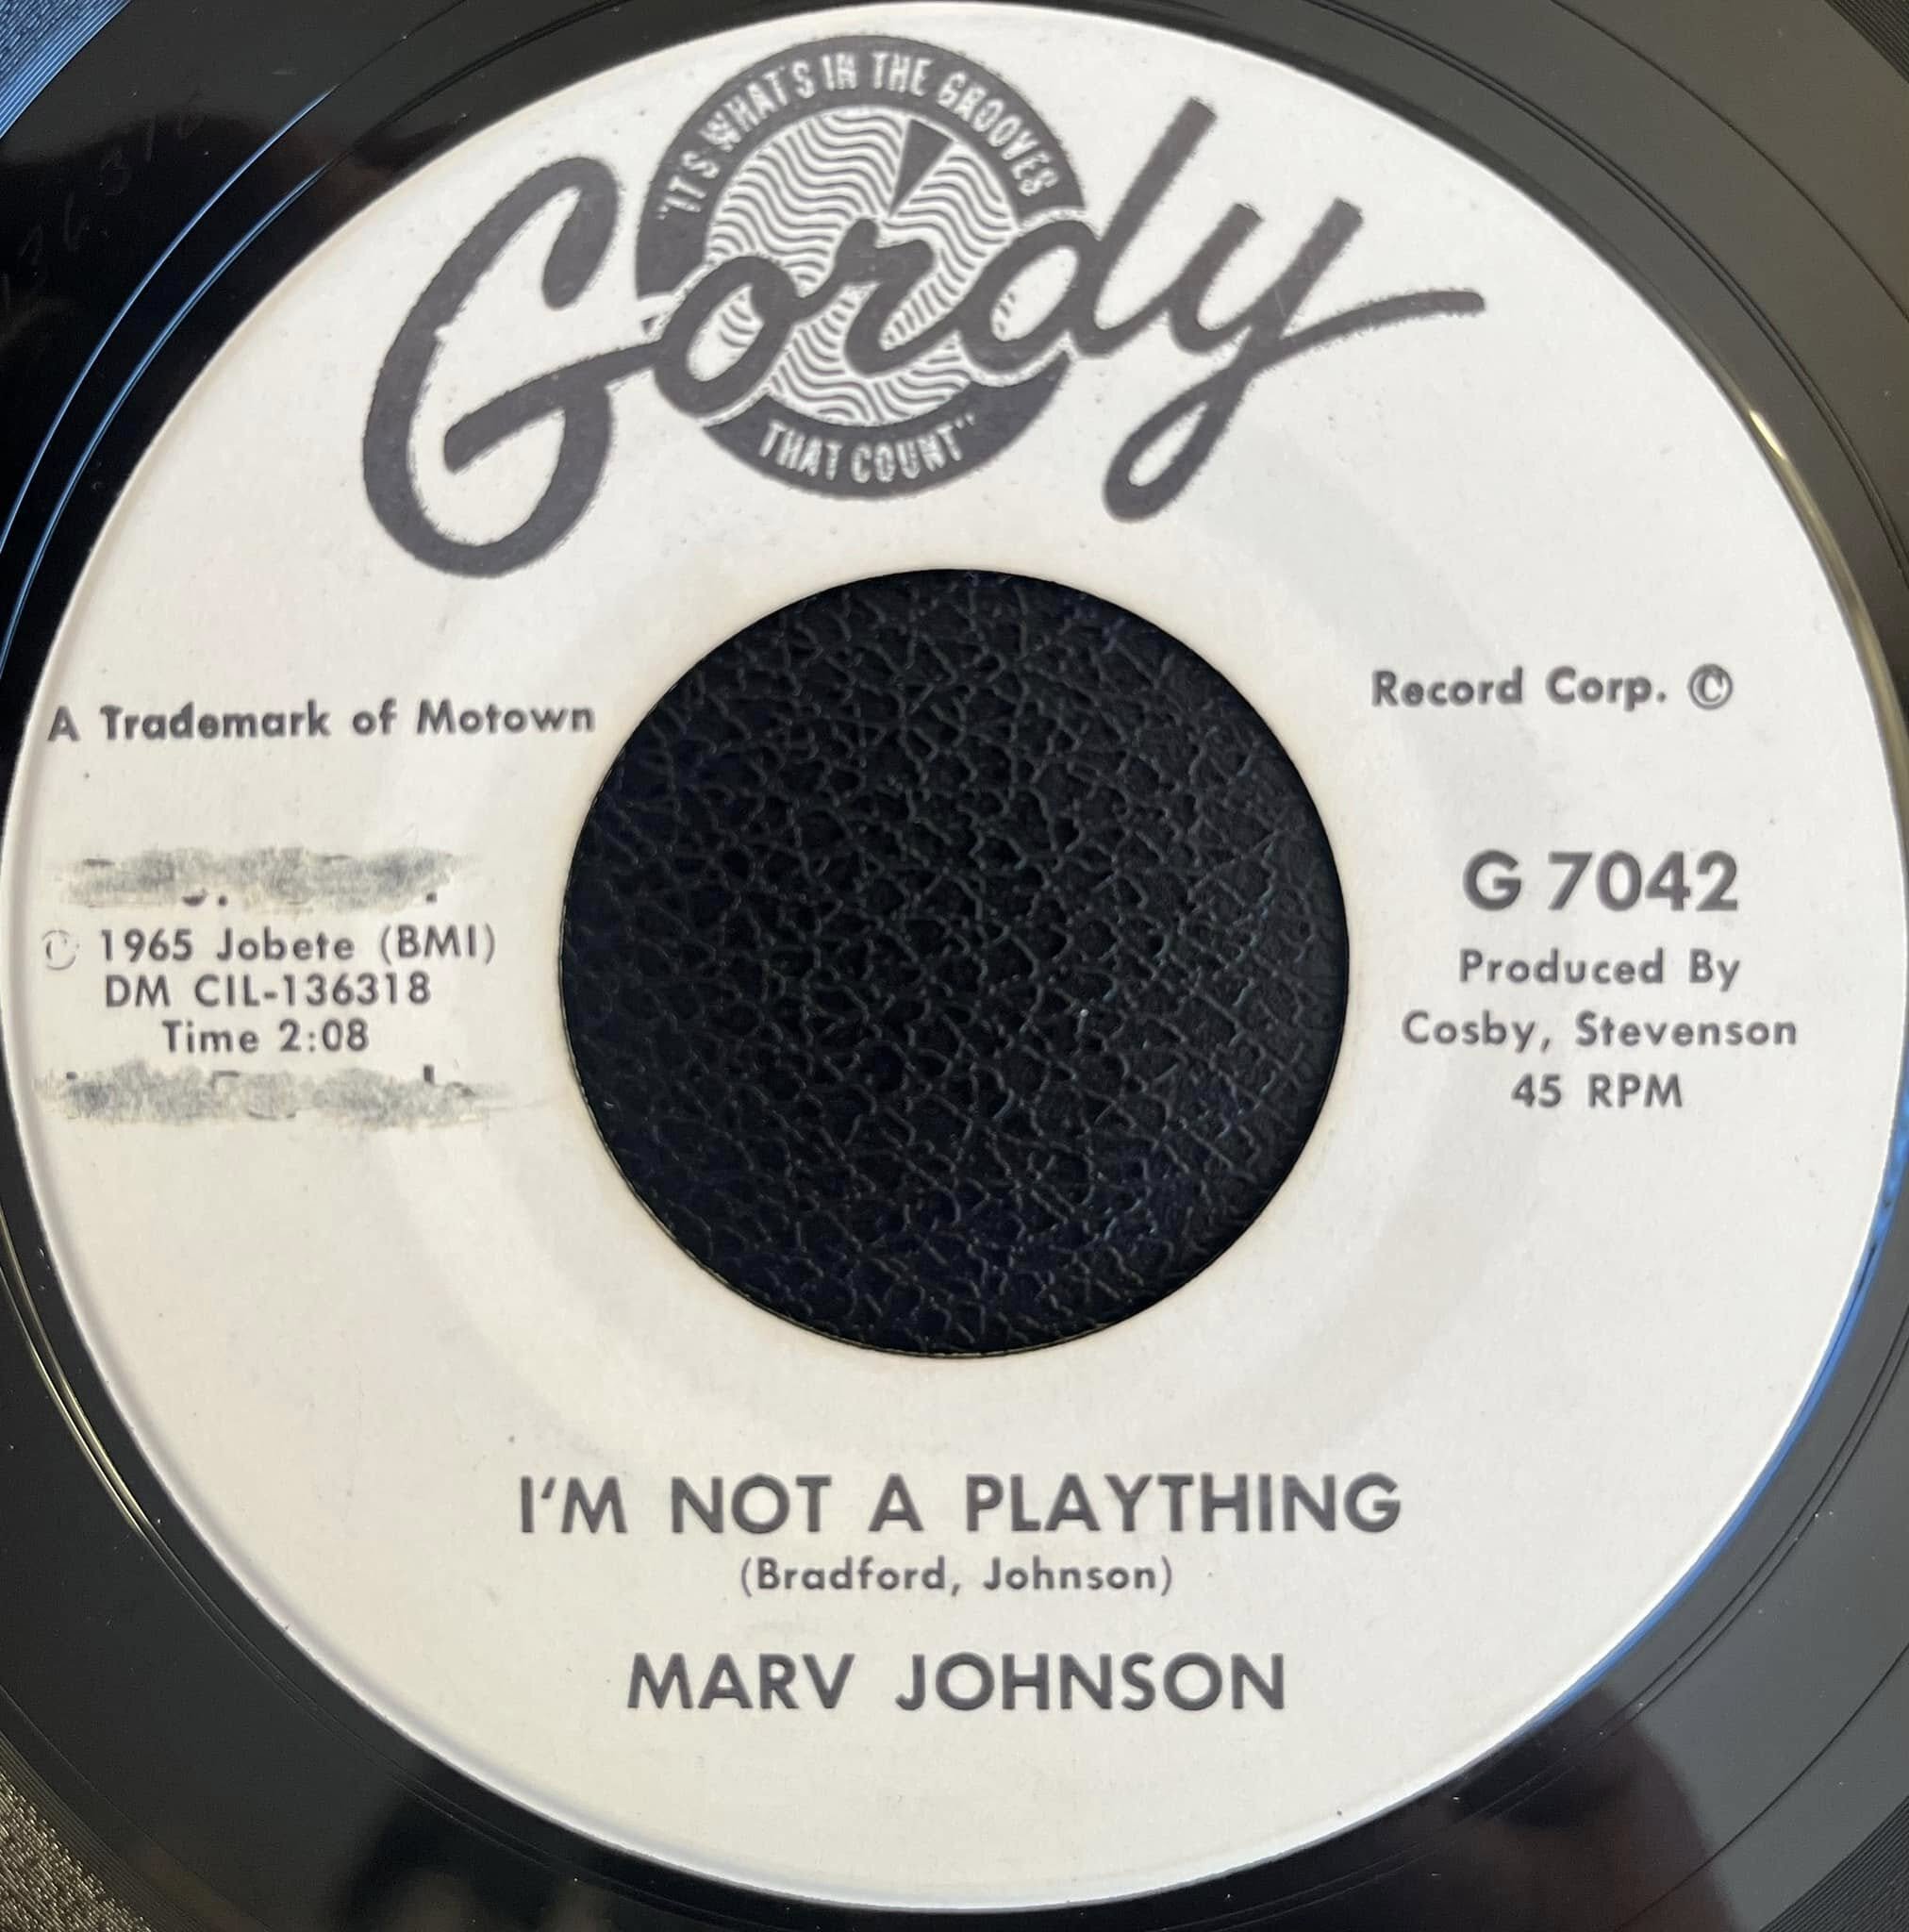 "IT'S WHAT'S IN THE GROOVES
Gordy
THAT COUNT"
A Trademark of Motown
Record Corp. ©
© 1965 Jobete (BMI)
DM CIL-136318
Time 2:08
G 7042
Produced By
Cosby, Stevenson
45 RPM
I'M NOT A PLAYTHING
(Bradford, Johnson)
MARV JOHNSON